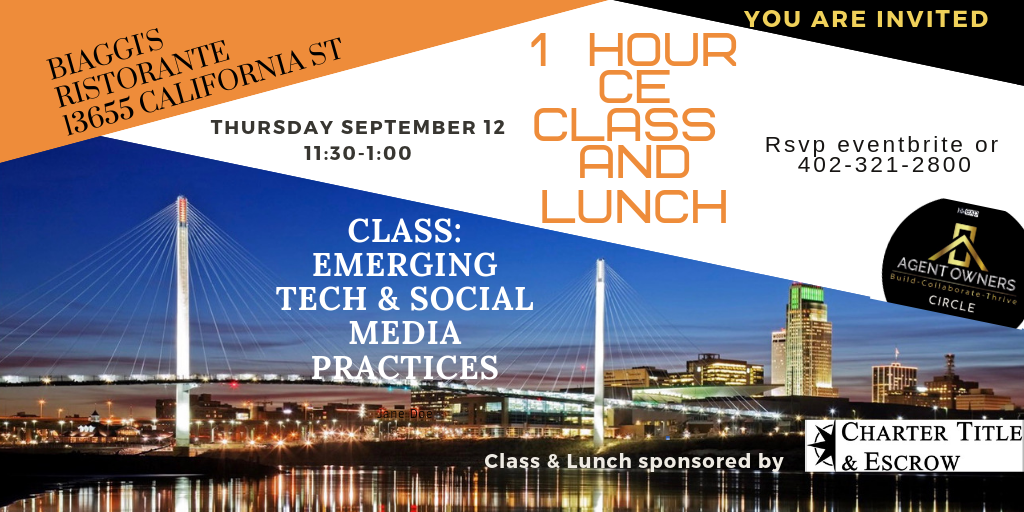 BIAGGI'S
RISTORANTE
13655 CALIFORNIA ST
THURSDAY SEPTEMBER 12
11:30-1:00
1 HOUR
CE
CLASS
AND
LUNCH
YOU ARE INVITED
Rsvp eventbrite or
402-321-2800
AGENT OWNERS
Build-Collaborate-Thrive
CIRCLE
CLASS:
EMERGING
TECH & SOCIAL
MEDIA
PRACTICES
Jane Doe
Class & Lunch sponsored by
CHARTER TITLE
& ESCROW